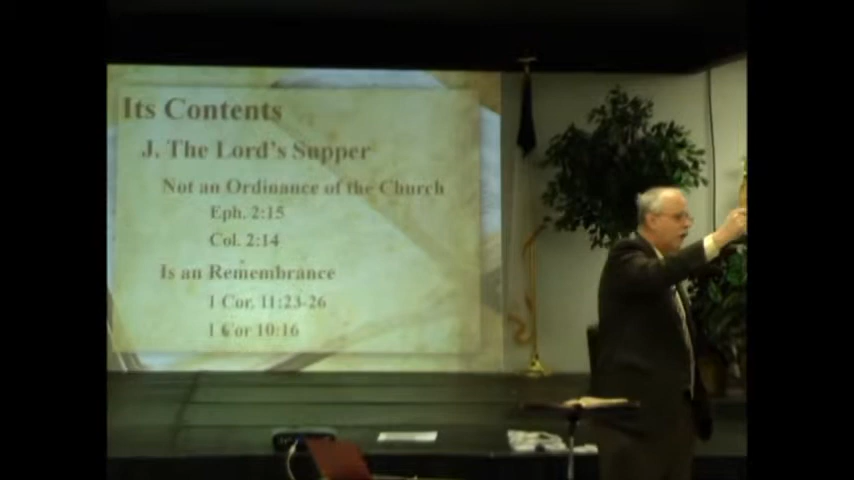 Its Contents
J. The Lord's Supper
Not an Ordinance of the Church
Eph. 2:15
Col. 2:14
Is an Remembrance
1 Cor. 11:23-26
1 Cor 10:16